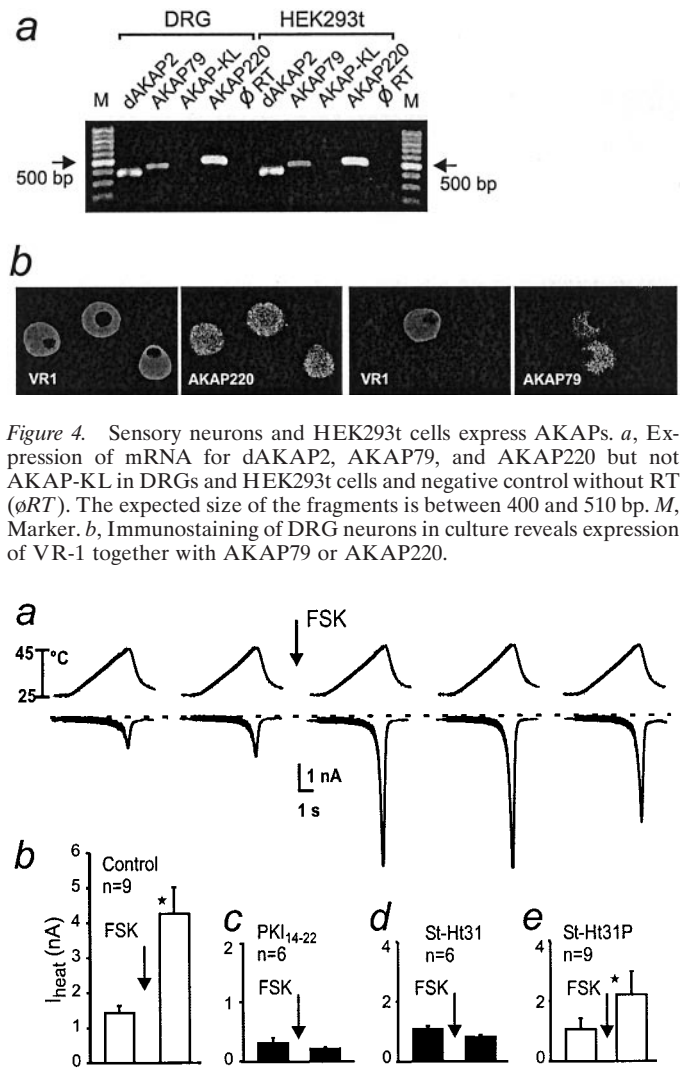 a
DRG HEK293t
M dAKAP2 AKAP79 AKAP-KL AKAP220 Ø RT dAKAP2 AKAP79 AKAP-KL AKAP220 Ø RT M
500 bp 500 bp
b
VR1 AKAP220 VR1 AKAP79
Figure 4. Sensory neurons and HEK293t cells express AKAPs. a, Ex-
pression of mRNA for dAKAP2, AKAP79, and AKAP220 but not
AKAP-KL in DRGs and HEK293t cells and negative control without RT
(øRT). The expected size of the fragments is between 400 and 510 bp. M,
Marker. b, Immunostaining of DRG neurons in culture reveals expression
of VR-1 together with AKAP79 or AKAP220.
a
FSK
45
°C
25
1 nA
1 s
b
Iheat (nA)
6
5
4
3
2
1
0
Control
n=9
FSK
★
c
2
1
0
PKI14-22
n=6
FSK
d
4
2
0
St-Ht31
n=6
FSK
e
4
2
0
St-Ht31P
n=9
FSK
★